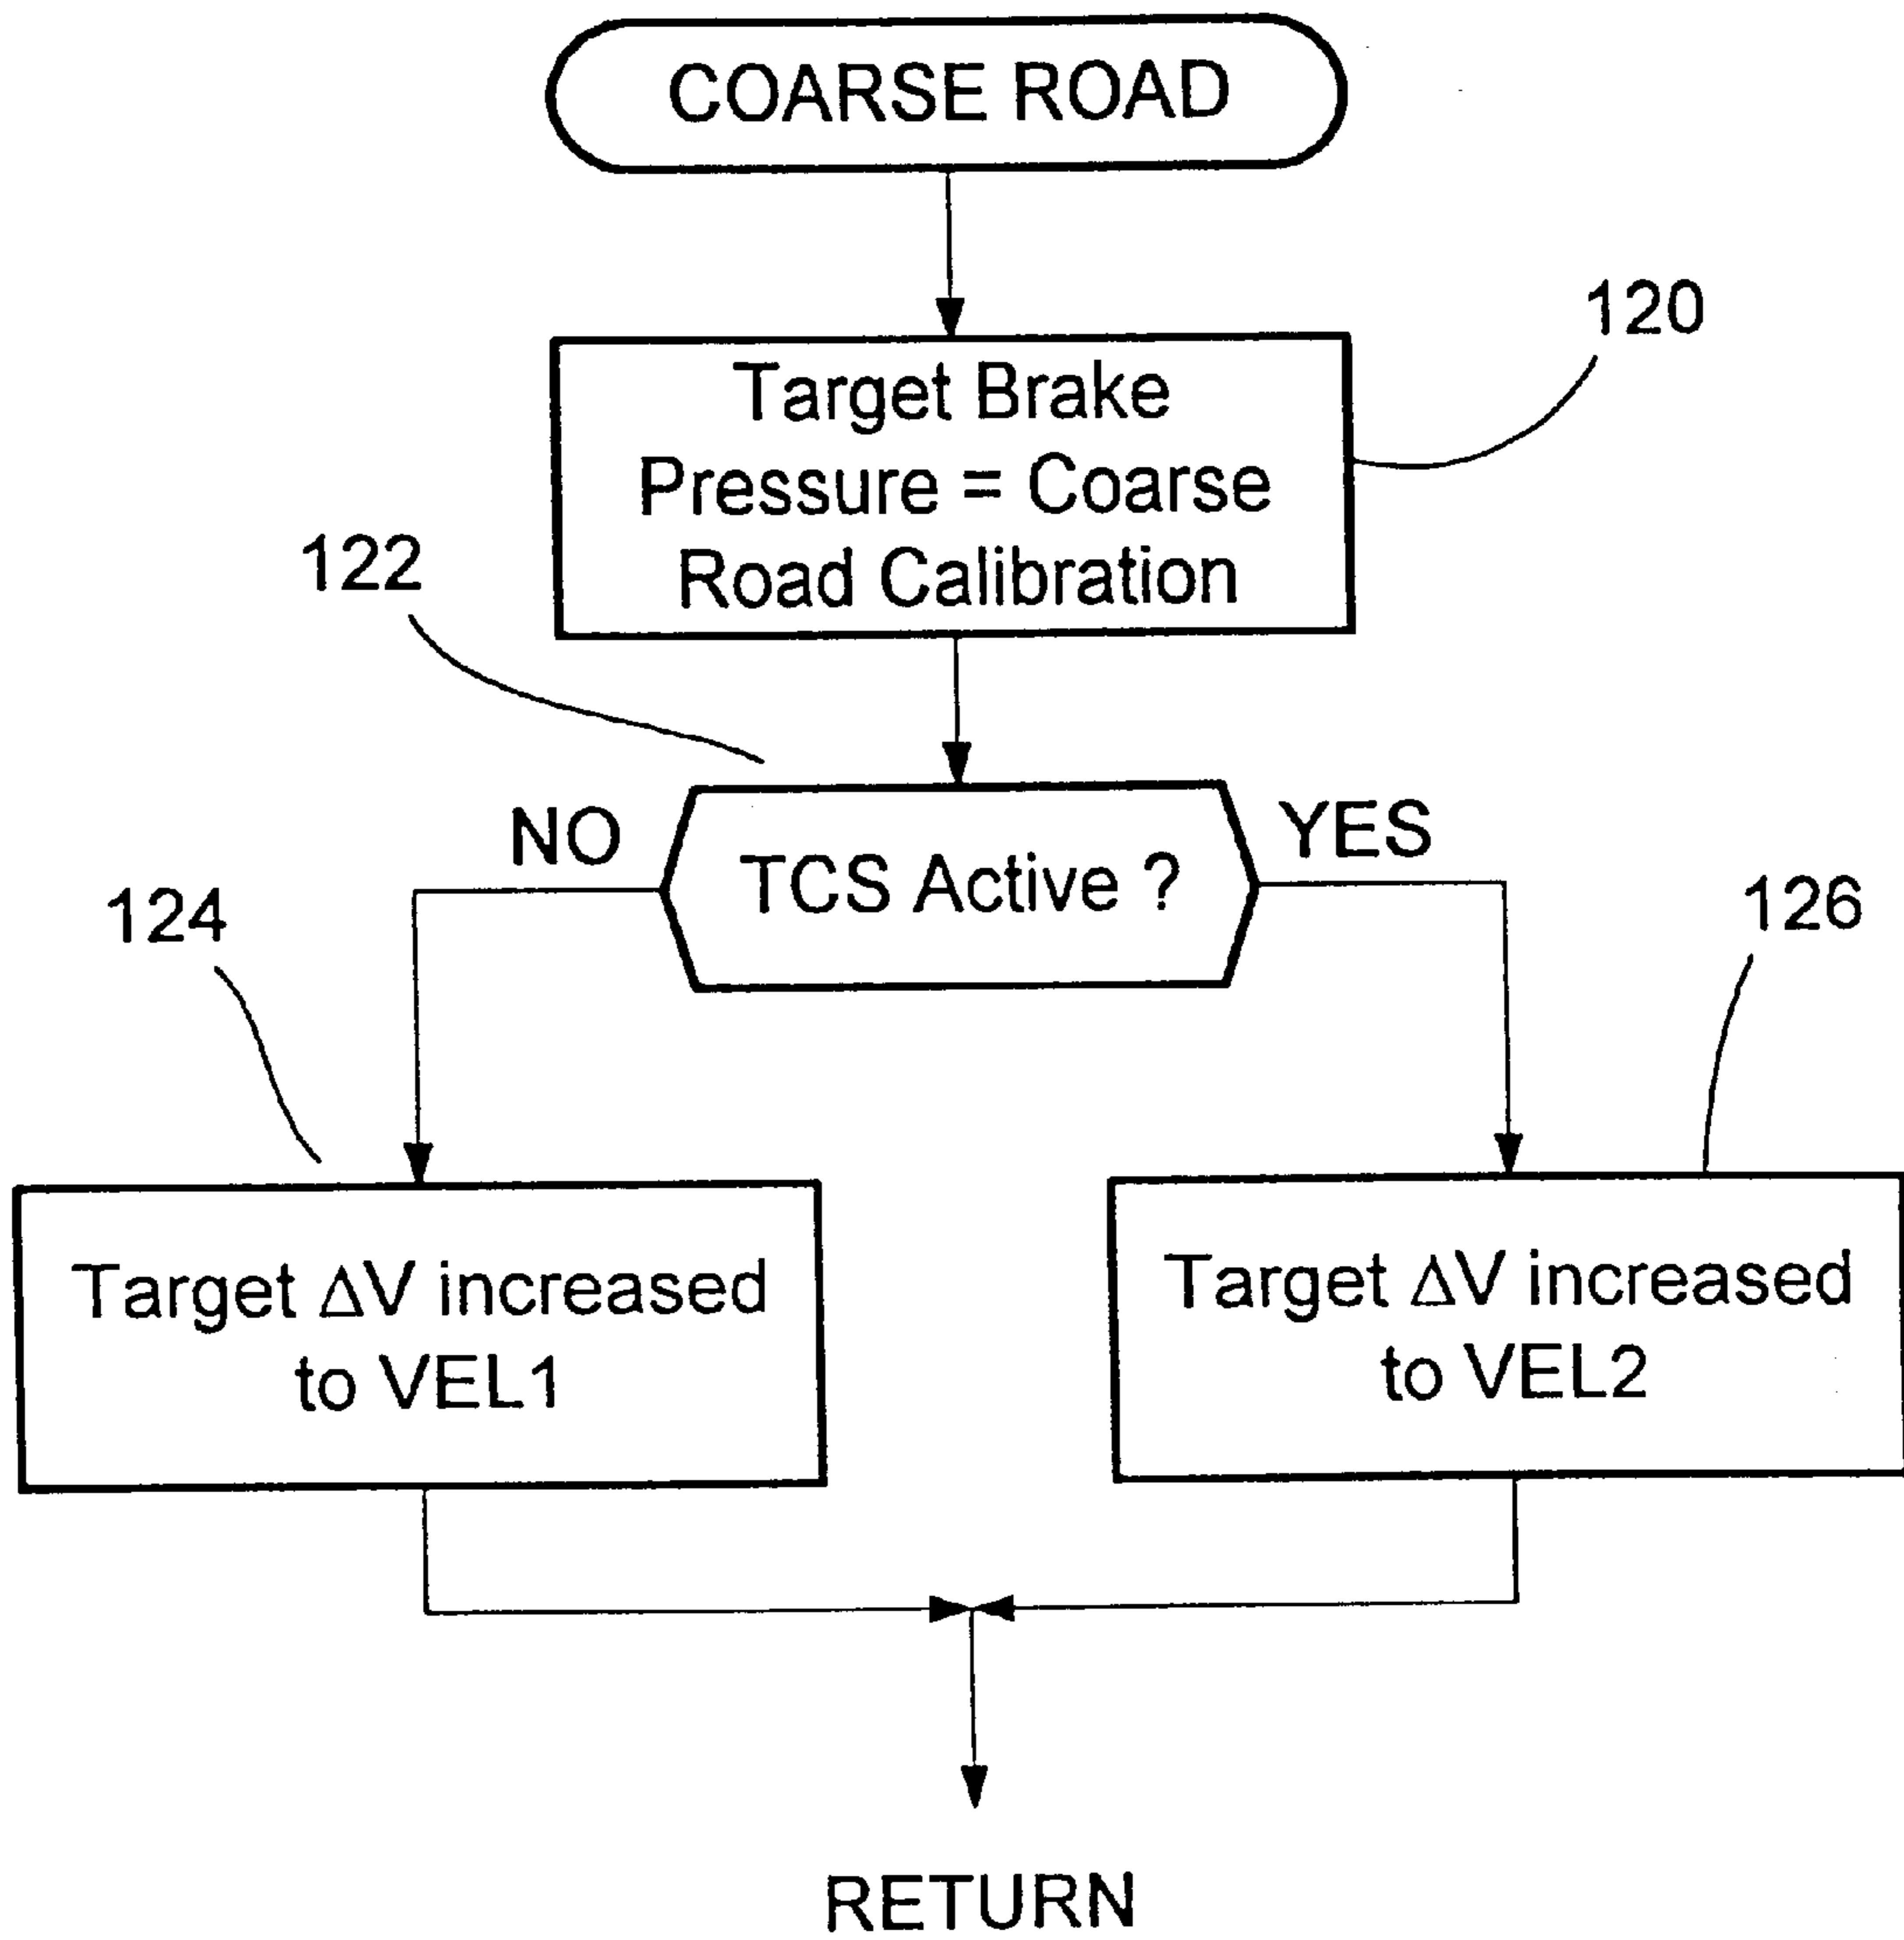 COARSE ROAD
120
Target Brake
Pressure = Coarse
Road Calibration
122
NO
YES
TCS Active ?
124
126
Target ΔV increased
to VEL1
Target ΔV increased
to VEL2
RETURN